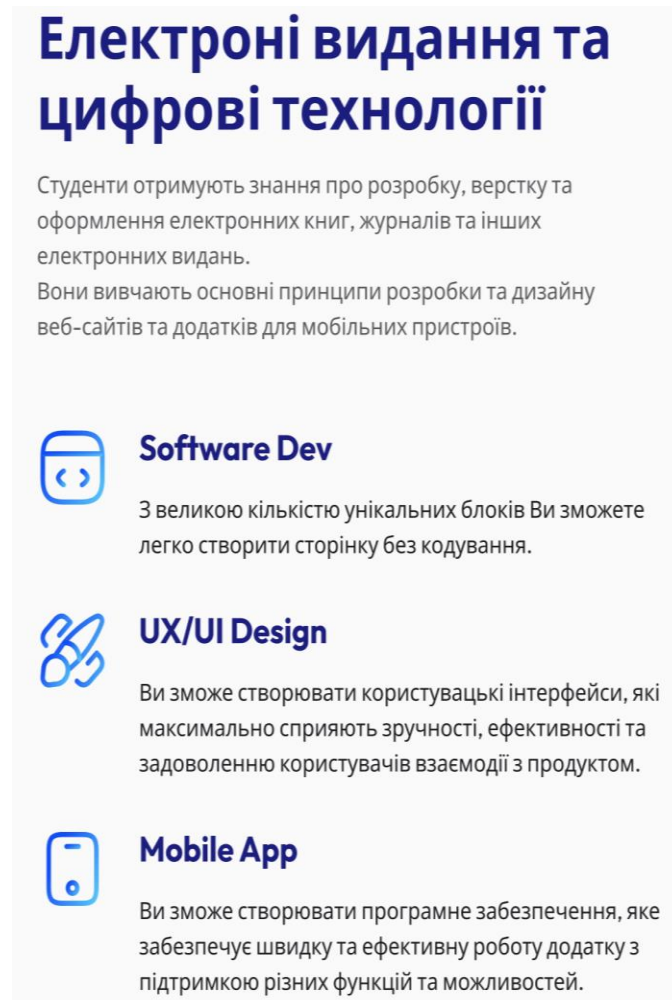 Електроні видання та
цифрові технології
Студенти отримують знання про розробку, верстку та
оформлення електронних книг, журналів та інших
електронних видань.
Вони вивчають основні принципи розробки та дизайну
веб-сайтів та додатків для мобільних пристроїв.
Software Dev
З великою кількістю унікальних блоків Ви зможете
легко створити сторінку без кодування.
UX/UI Design
Ви зможе створювати користувацькі інтерфейси, які
максимально сприяють зручності, ефективності та
задоволенню користувачів взаємодії з продуктом.
Mobile App
Ви зможе створювати програмне забезпечення, яке
забезпечує швидку та ефективну роботу додатку з
підтримкою різних функцій та можливостей.